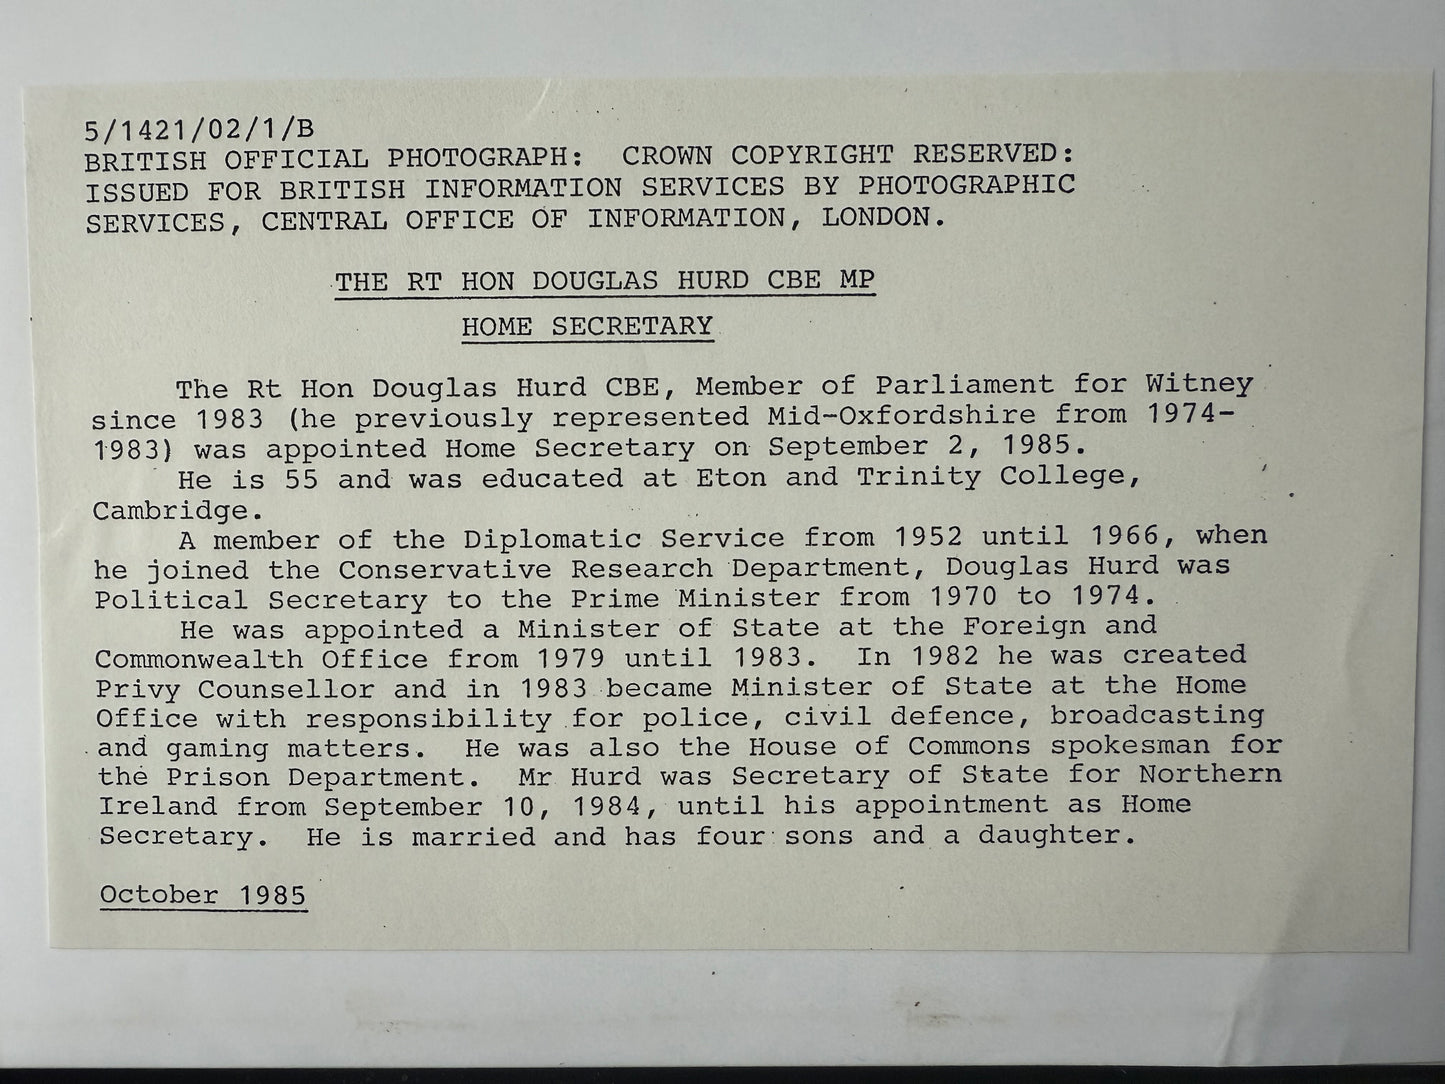 5/1421/02/1/B
BRITISH OFFICIAL PHOTOGRAPH:  CROWN COPYRIGHT RESERVED:
ISSUED FOR BRITISH INFORMATION SERVICES BY PHOTOGRAPHIC
SERVICES, CENTRAL OFFICE OF INFORMATION, LONDON.
THE RT HON DOUGLAS HURD CBE MP
HOME SECRETARY
The Rt Hon Douglas Hurd CBE, Member of Parliament for Witney
since 1983 (he previously represented Mid-Oxfordshire from 1974-
1983) was appointed Home Secretary on September 2, 1985.
He is 55 and was educated at Eton and Trinity College,
Cambridge.
A member of the Diplomatic Service from 1952 until 1966, when
he joined the Conservative Research Department, Douglas Hurd was
Political Secretary to the Prime Minister from 1970 to 1974.
He was appointed a Minister of State at the Foreign and
Commonwealth Office from 1979 until 1983.  In 1982 he was created
Privy Counsellor and in 1983 became Minister of State at the Home
Office with responsibility for police, civil defence, broadcasting
and gaming matters.  He was also the House of Commons spokesman for
the Prison Department.  Mr Hurd was Secretary of State for Northern
Ireland from September 10, 1984, until his appointment as Home
Secretary.  He is married and has four sons and a daughter.
October 1985